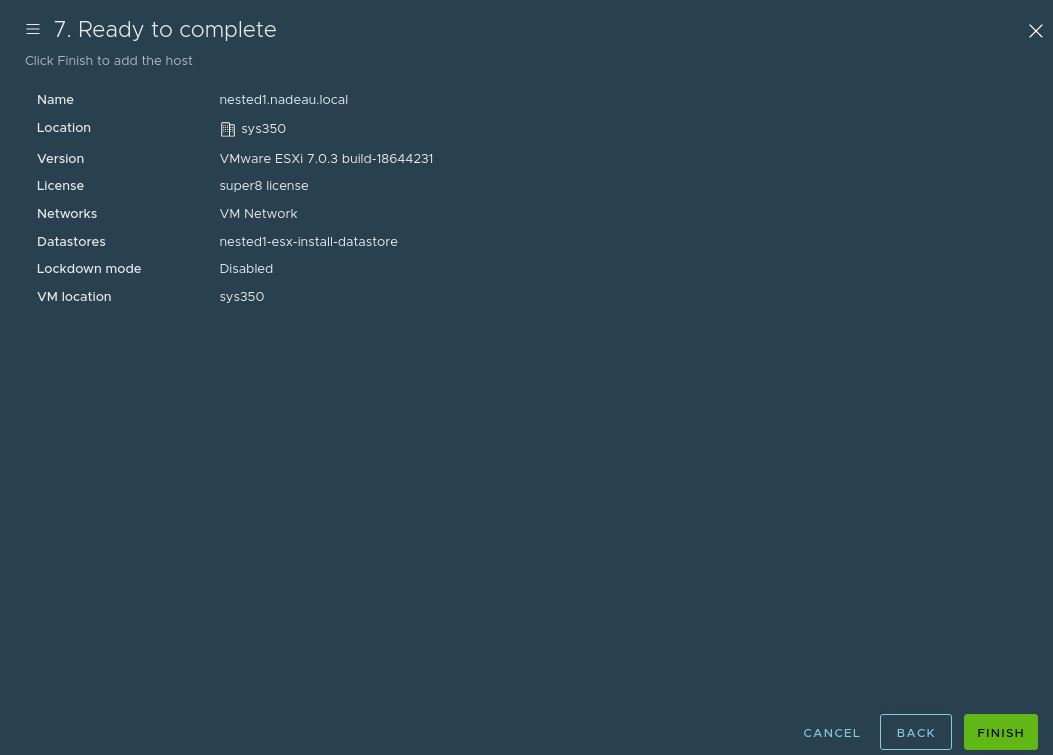 7. Ready to complete
Click Finish to add the host
Name nested1.nadeau.local
Location sys350
Version VMware ESXi 7.0.3 build-18644231
License super8 license
Networks VM Network
Datastores nested1-esx-install-datastore
Lockdown mode Disabled
VM location sys350
CANCEL BACK FINISH